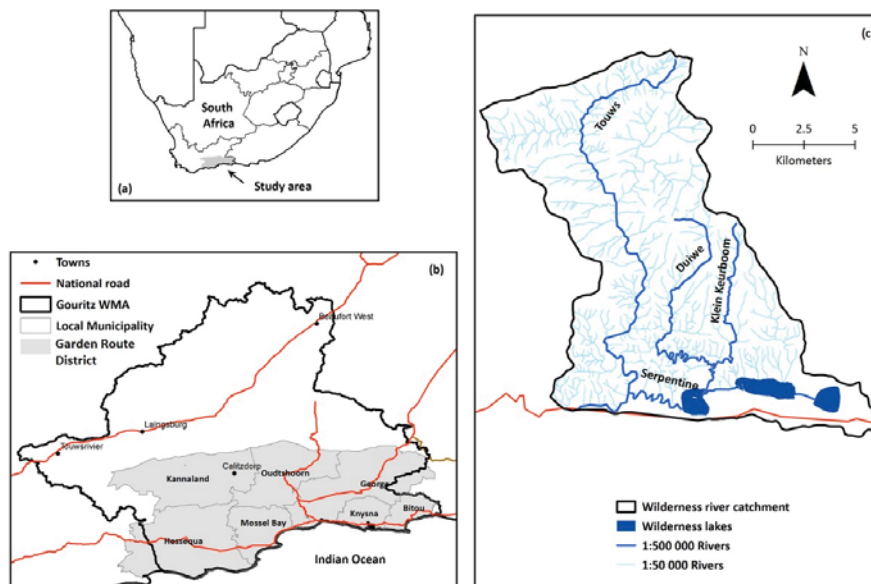 South
Africa
Study area
(a)
(b)
Towns
National road
Gouritz WMA
Local Municipality
Garden Route
District
Beaufort West
Laingsburg
Touwsrivier
Kannaland
Calitzdorp
Oudtshoorn
George
Hessequa
Mossel Bay
Knysna
Bitou
Indian Ocean
(c)
N
0 2.5 5
Kilometers
Touws
Duiwe
Klein Keurboom
Serpentine
Wilderness river catchment
Wilderness lakes
1:500 000 Rivers
1:50 000 Rivers